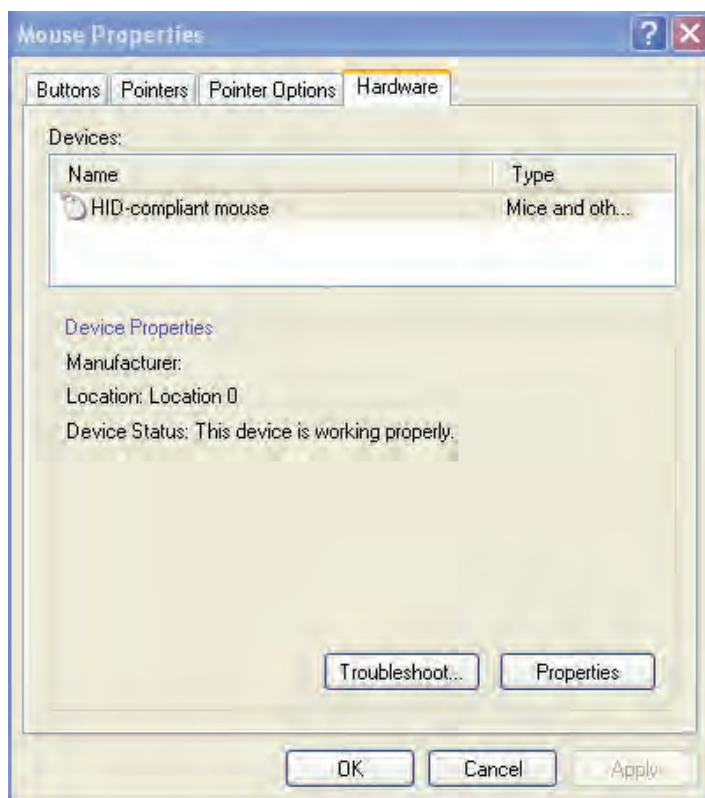 Mouse Properties
Buttons Pointers Pointer Options Hardware
Devices:
Name Type
HID-compliant mouse Mice and oth...
Device Properties
Manufacturer:
Location: Location 0
Device Status: This device is working properly.
Troubleshoot... Properties
OK Cancel Apply